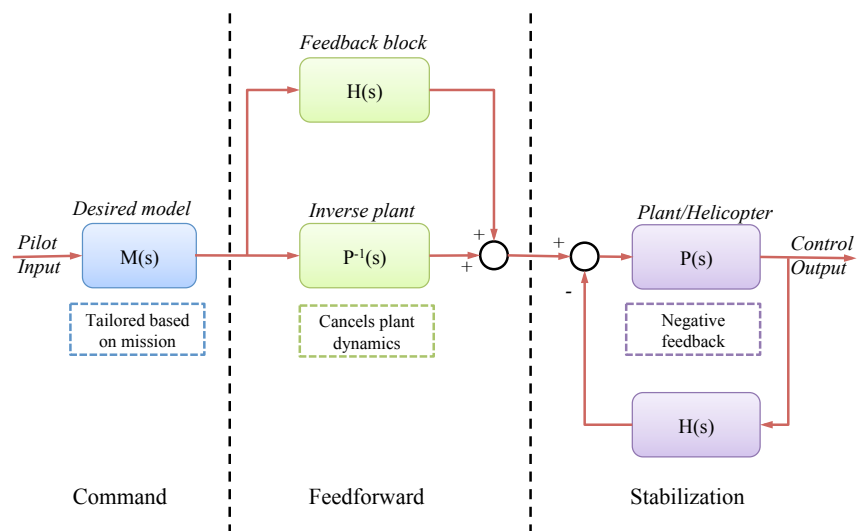 Feedback block
H(s)
Desired model
Inverse plant
Plant/Helicopter
Pilot
Input
M(s)
P⁻¹(s)
+
+
+
-
P(s)
Control
Output
Tailored based
on mission
Cancels plant
dynamics
Negative
feedback
H(s)
Command
Feedforward
Stabilization